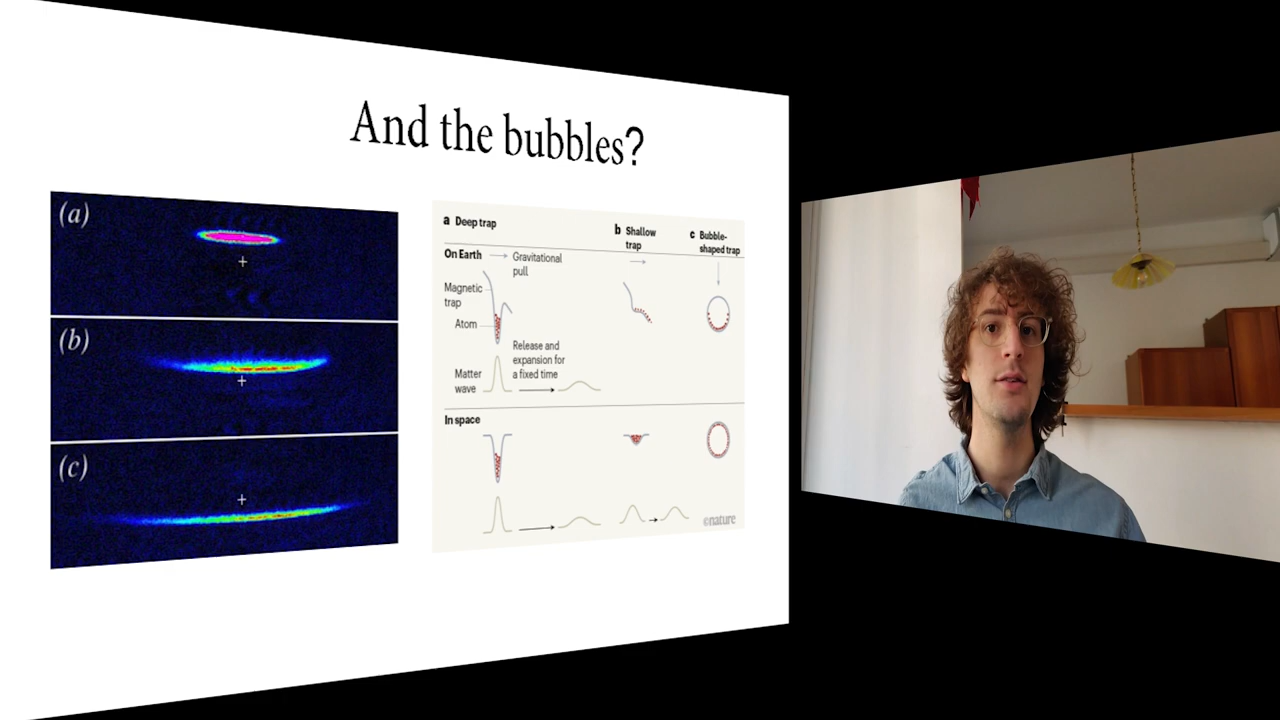 And the bubbles?
(a)
(b)
(c)
a Deep trap
b Shallow
trap
c Bubble-
shaped trap
On Earth
Gravitational
pull
Magnetic
trap
Atom
Release and
expansion for
a fixed time
Matter
wave
In space
©nature